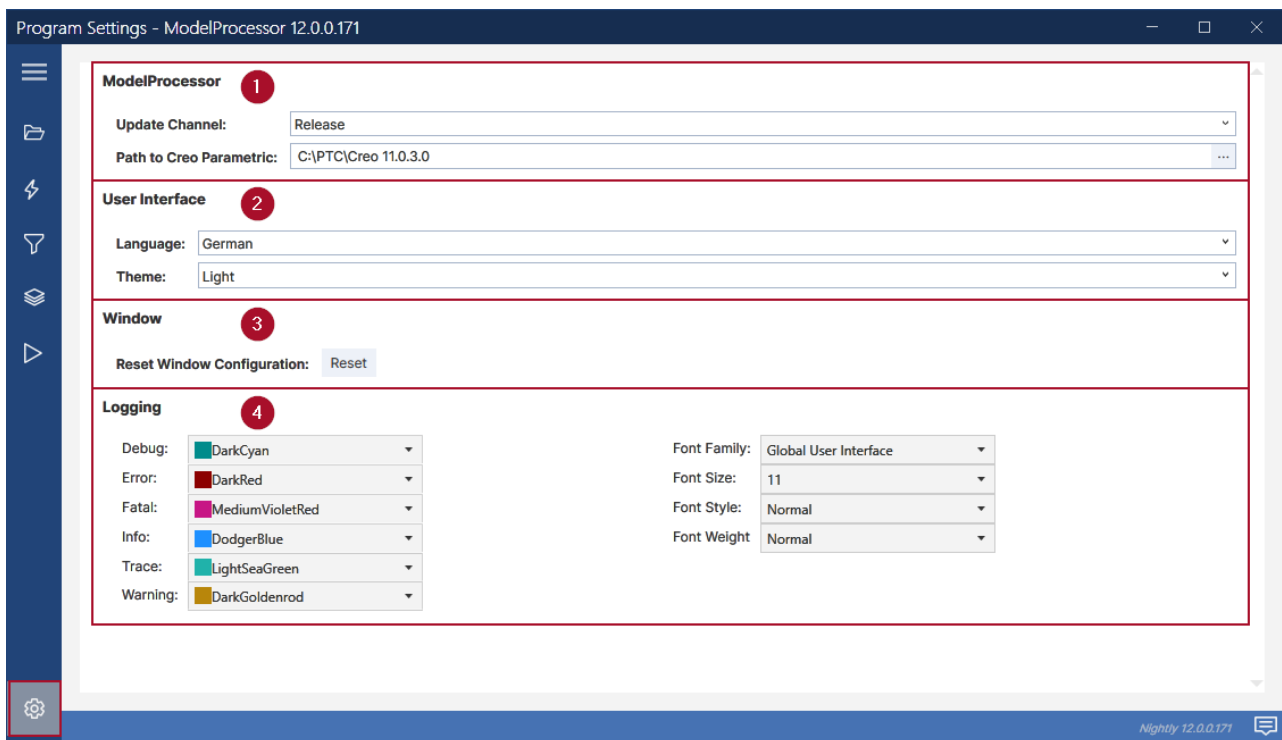 Program Settings - ModelProcessor 12.0.0.171
ModelProcessor 1
Update Channel: Release
Path to Creo Parametric: C:\PTC\Creo 11.0.3.0 ...
User Interface 2
Language: German
Theme: Light
Window 3
Reset Window Configuration: Reset
Logging 4
Debug: DarkCyan Font Family: Global User Interface
Error: DarkRed Font Size: 11
Fatal: MediumVioletRed Font Style: Normal
Info: DodgerBlue Font Weight Normal
Trace: LightSeaGreen
Warning: DarkGoldenrod
Nightly 12.0.0.171